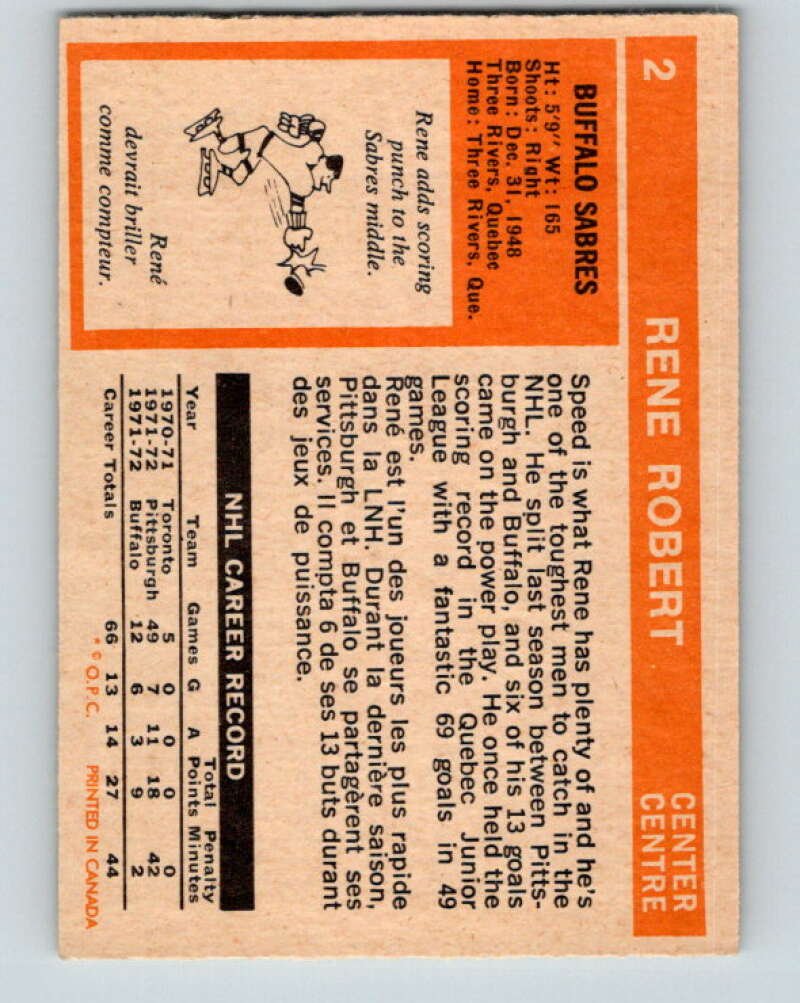 2 RENE ROBERT CENTER
CENTRE
BUFFALO SABRES
Ht: 5'9" Wt: 165
Shoots: Right
Born: Dec. 31, 1948
Three Rivers, Quebec
Home: Three Rivers, Que.
Rene adds scoring
punch to the
Sabres middle.
René
devrait briller
comme compteur.
Speed is what Rene has plenty of and he's
one of the toughest men to catch in the
NHL. He split last season between Pitts-
burgh and Buffalo, and six of his 13 goals
came on the power play. He once held the
scoring record in the Quebec Junior
League with a fantastic 69 goals in 49
games.
René est l'un des joueurs les plus rapide
dans la LNH. Durant la dernière saison,
Pittsburgh et Buffalo se partagèrent ses
services. Il compta 6 de ses 13 buts durant
des jeux de puissance.
NHL CAREER RECORD
Total Penalty
Year Team Games G A Points Minutes
1970-71 Toronto 5 0 0 0 0
1971-72 Pittsburgh 49 7 11 18 42
1971-72 Buffalo 12 6 3 9 2
Career Totals 66 13 14 27 44
* © O.P.C. PRINTED IN CANADA